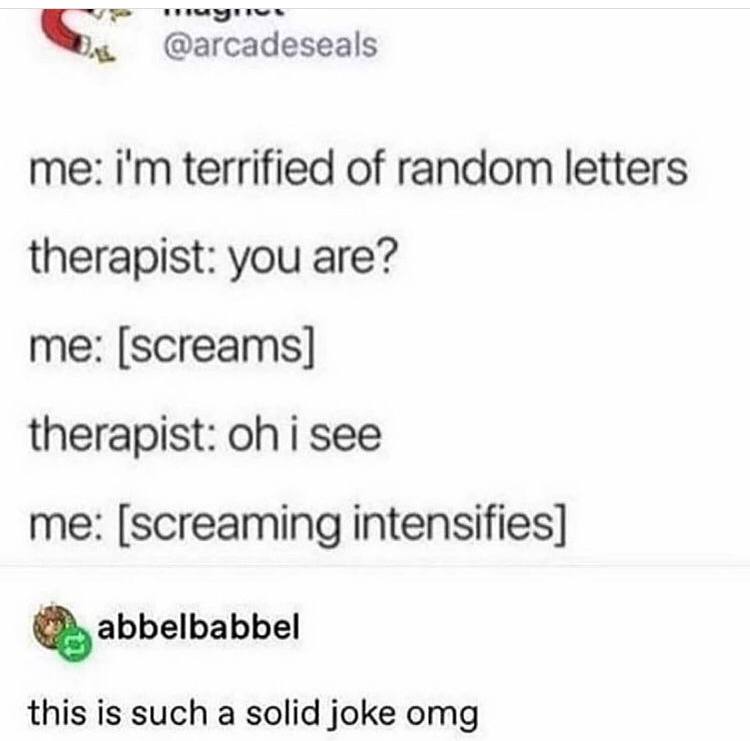 @arcadeseals
me: i'm terrified of random letters
therapist: you are?
me: [screams]
therapist: oh i see
me: [screaming intensifies]
abbelbabbel
this is such a solid joke omg